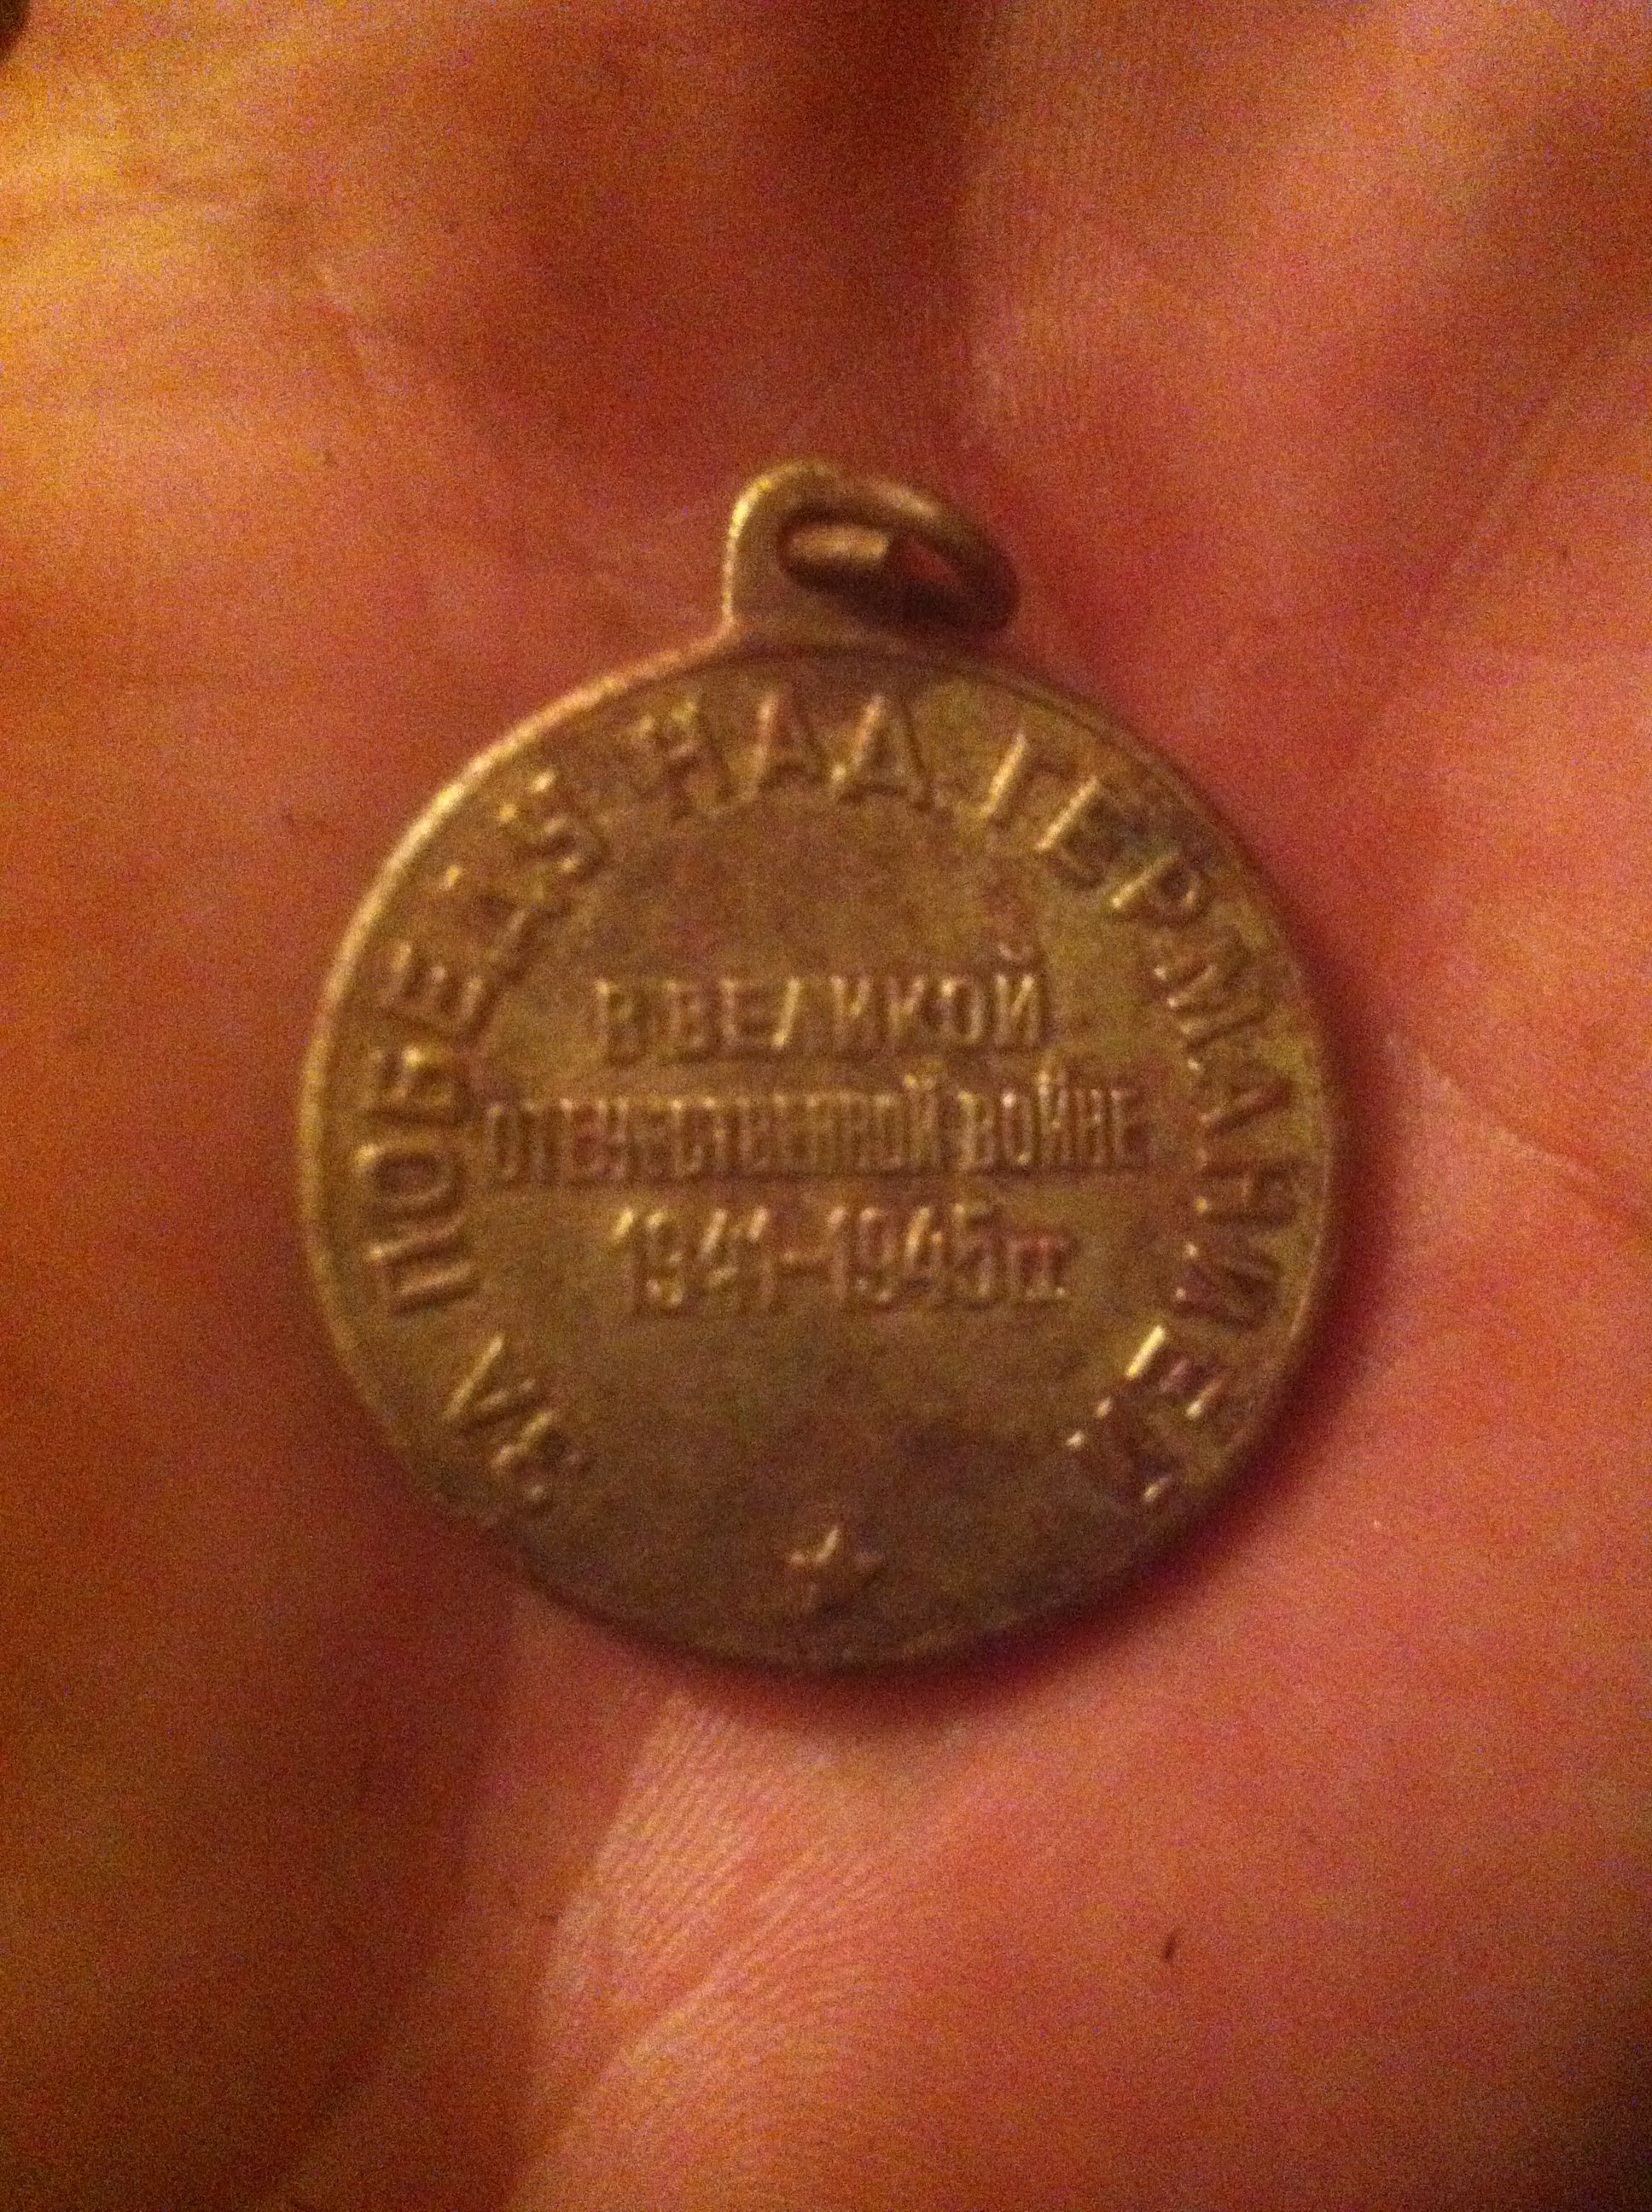 ЗА ПОБЕДУ НАД ГЕРМАНИЕЙ
В ВЕЛИКОЙ
ОТЕЧЕСТВЕННОЙ ВОЙНЕ
1941–1945гг